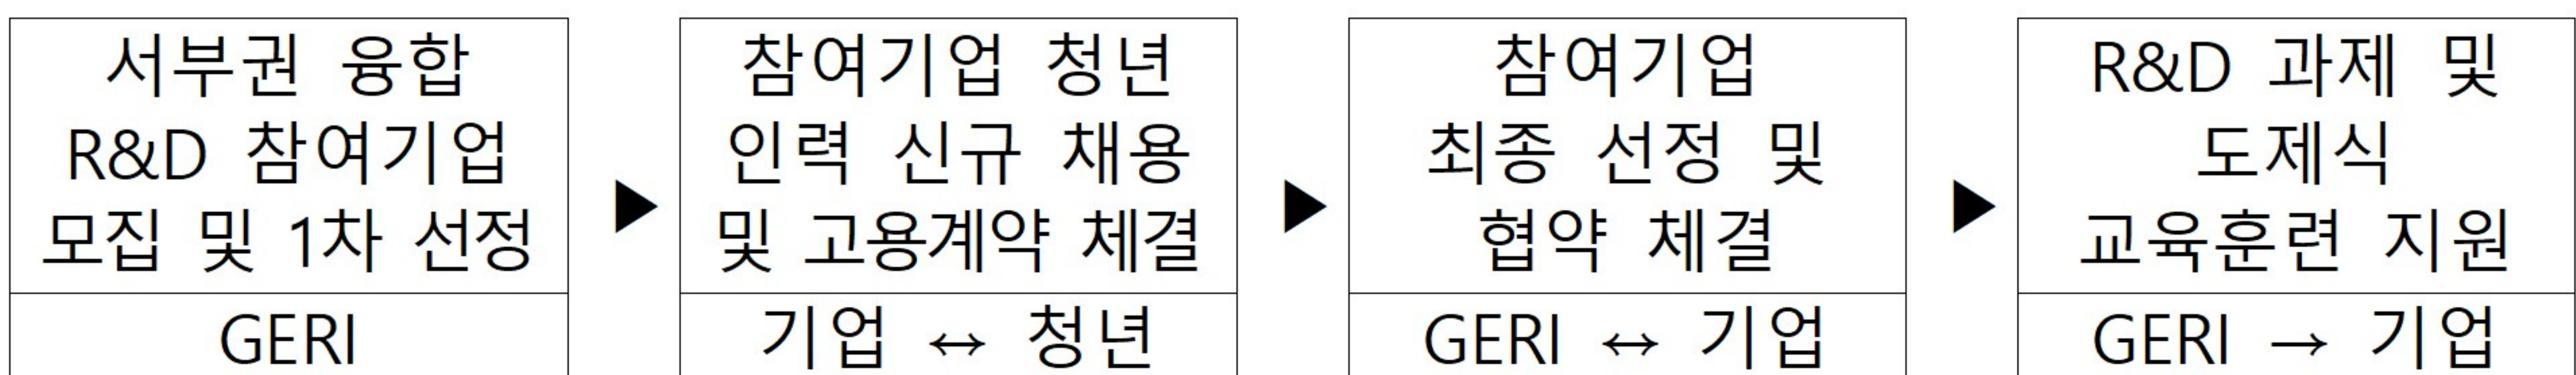 서부권 융합
R&D 참여기업
모집 및 1차 선정
GERI
▶
참여기업 청년
인력 신규 채용
및 고용계약 체결
기업 ↔ 청년
▶
참여기업
최종 선정 및
협약 체결
GERI ↔ 기업
▶
R&D 과제 및
도제식
교육훈련 지원
GERI → 기업